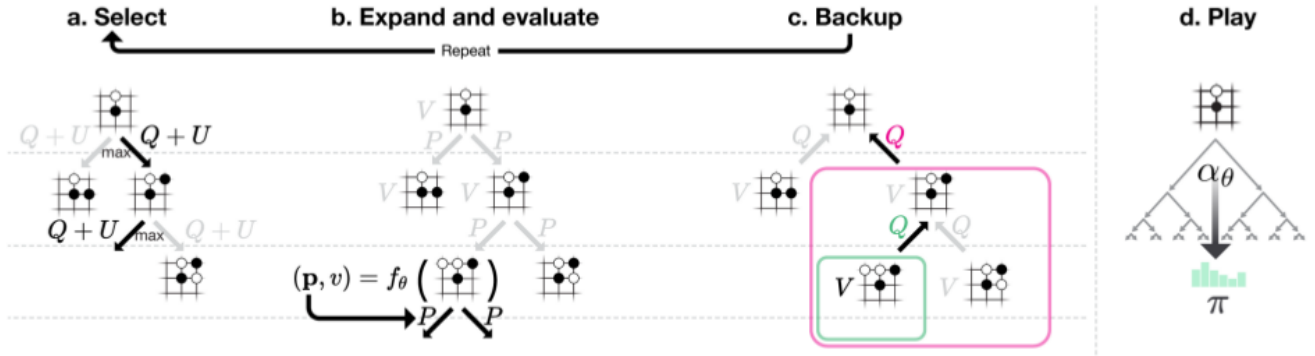 a. Select
b. Expand and evaluate
c. Backup
d. Play
Repeat
Q + U
max
Q + U
Q + U
max
Q + U
V
P
P
V
V
P
P
(p, v) = fθ ( )
P
P
Q
Q
V
V
Q
Q
V
V
αθ
π